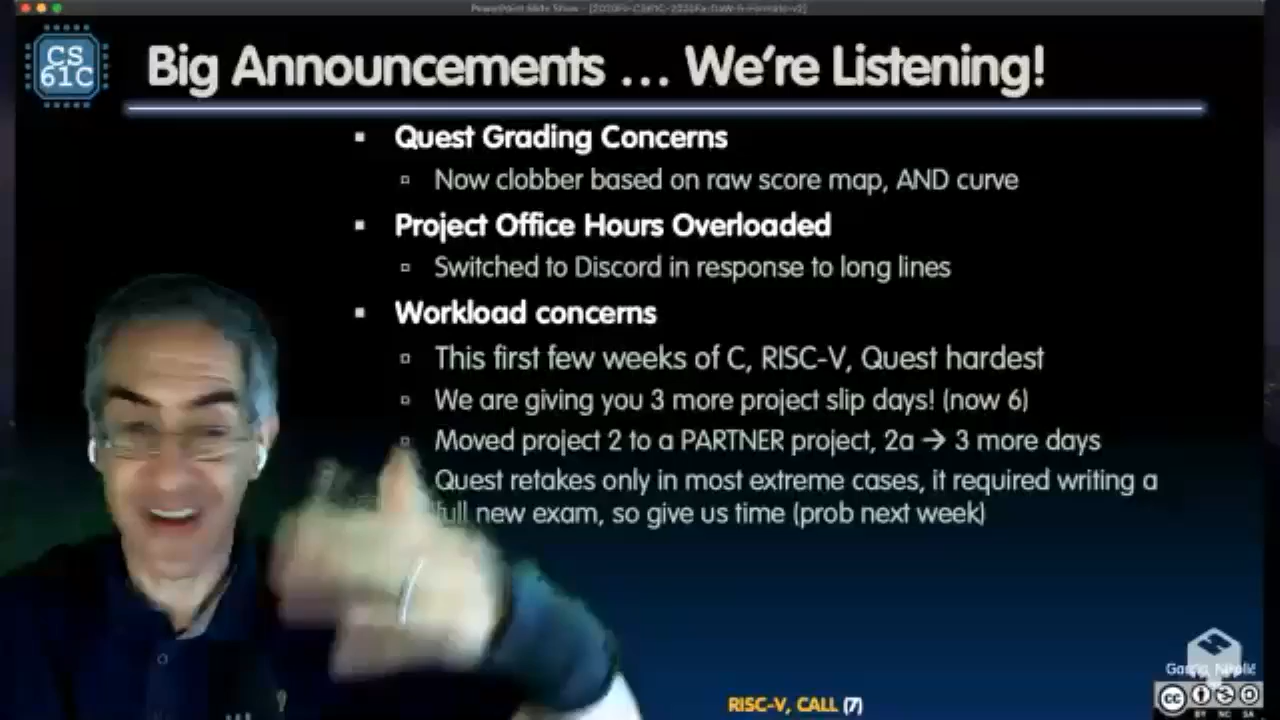 CS
61C
Big Announcements … We’re Listening!
▪ Quest Grading Concerns
▫ Now clobber based on raw score map, AND curve
▪ Project Office Hours Overloaded
▫ Switched to Discord in response to long lines
▪ Workload concerns
▫ This first few weeks of C, RISC-V, Quest hardest
▫ We are giving you 3 more project slip days! (now 6)
▫ Moved project 2 to a PARTNER project, 2a → 3 more days
Quest retakes only in most extreme cases, it required writing a
full new exam, so give us time (prob next week)
RISC-V, CALL (7)
BY NC SA